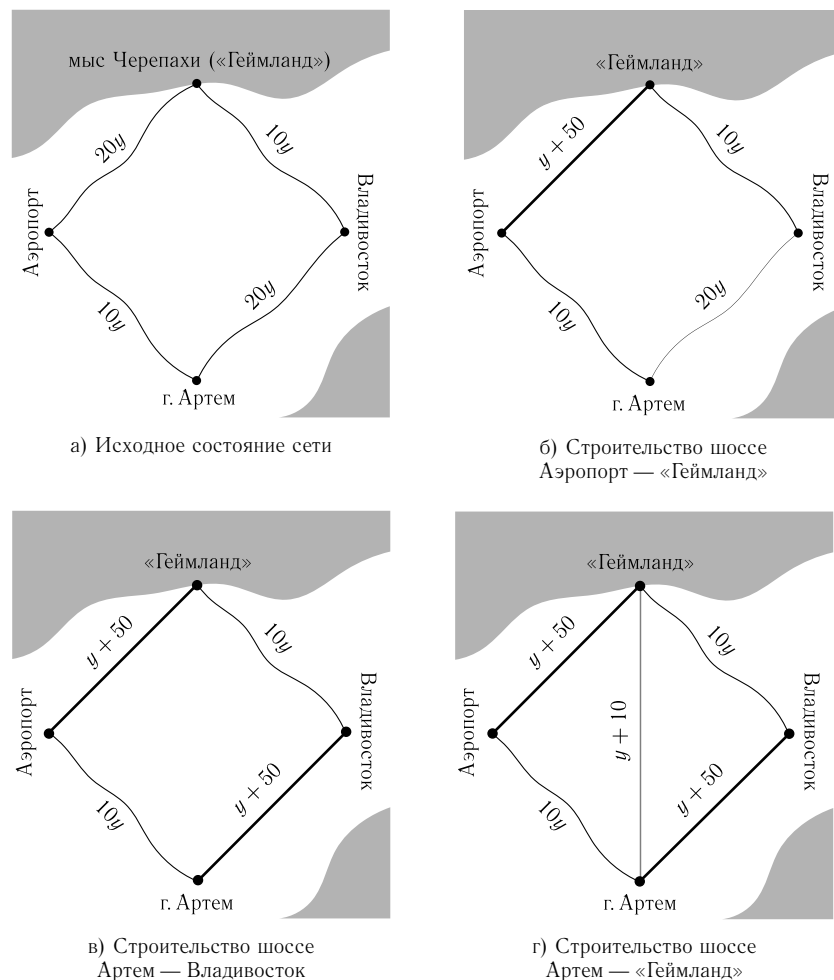 мыс Черепахи («Геймланд»)
20y
10y
Аэропорт
Владивосток
10y
20y
г. Артем
а) Исходное состояние сети
«Геймланд»
y + 50
10y
Аэропорт
Владивосток
10y
20y
г. Артем
б) Строительство шоссе
Аэропорт — «Геймланд»
«Геймланд»
y + 50
10y
Аэропорт
Владивосток
10y
y + 50
г. Артем
в) Строительство шоссе
Артем — Владивосток
«Геймланд»
y + 50
10y
Аэропорт
y + 10
Владивосток
10y
y + 50
г. Артем
г) Строительство шоссе
Артем — «Геймланд»